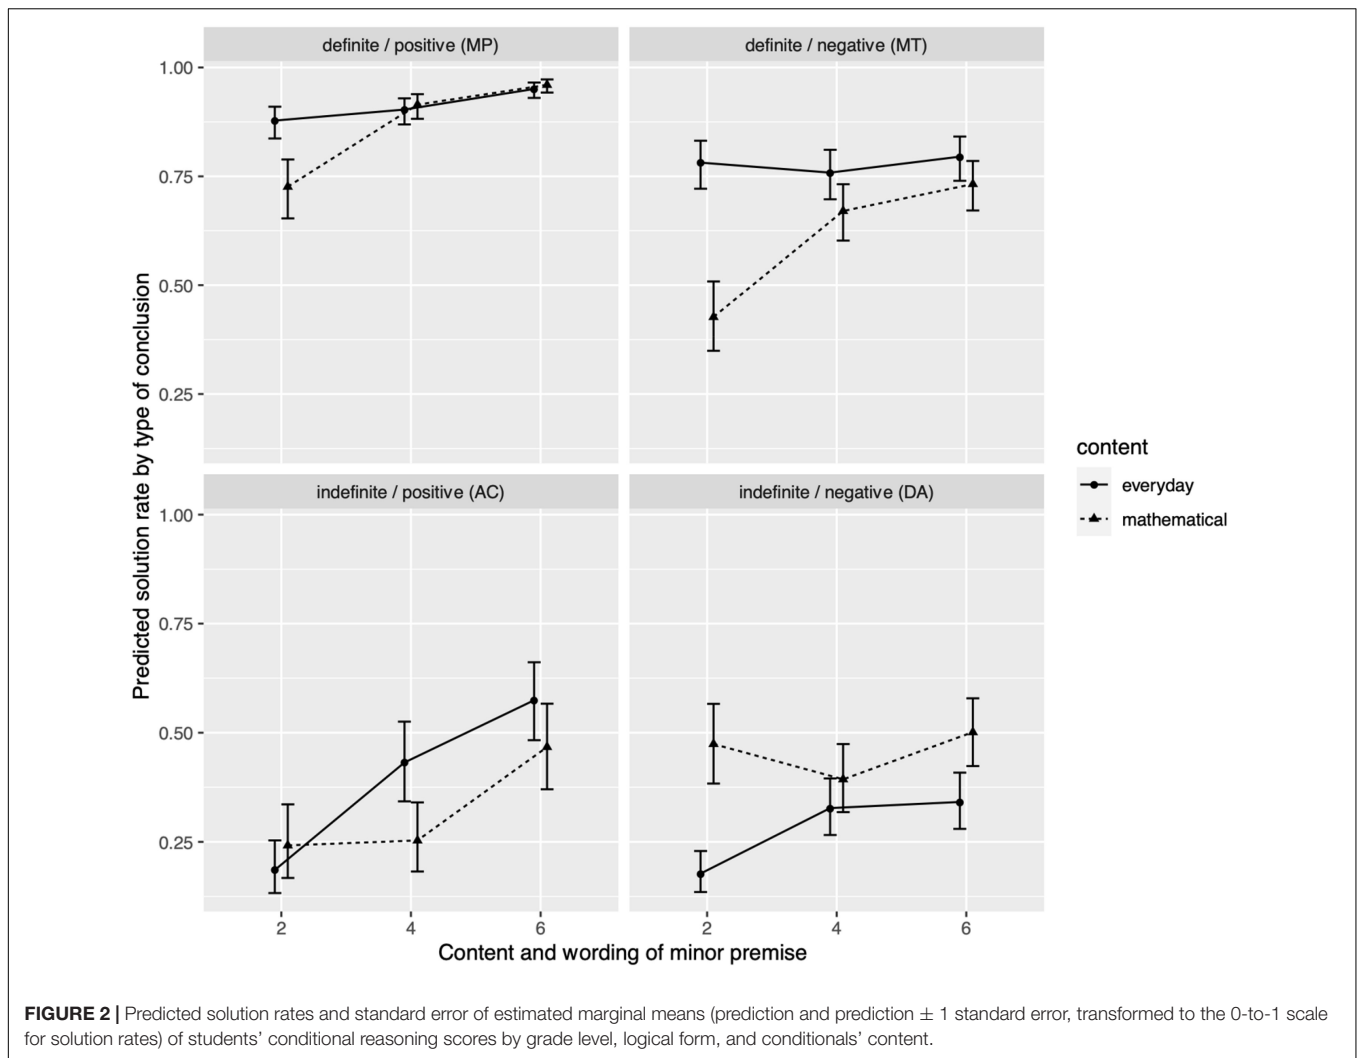 definite / positive (MP)
definite / negative (MT)
1.00
0.75
0.50
0.25
Predicted solution rate by type of conclusion
indefinite / positive (AC)
indefinite / negative (DA)
1.00
0.75
0.50
0.25
2
4
6
2
4
6
Content and wording of minor premise
content
everyday
mathematical
FIGURE 2 | Predicted solution rates and standard error of estimated marginal means (prediction and prediction ± 1 standard error, transformed to the 0-to-1 scale
for solution rates) of students’ conditional reasoning scores by grade level, logical form, and conditionals’ content.